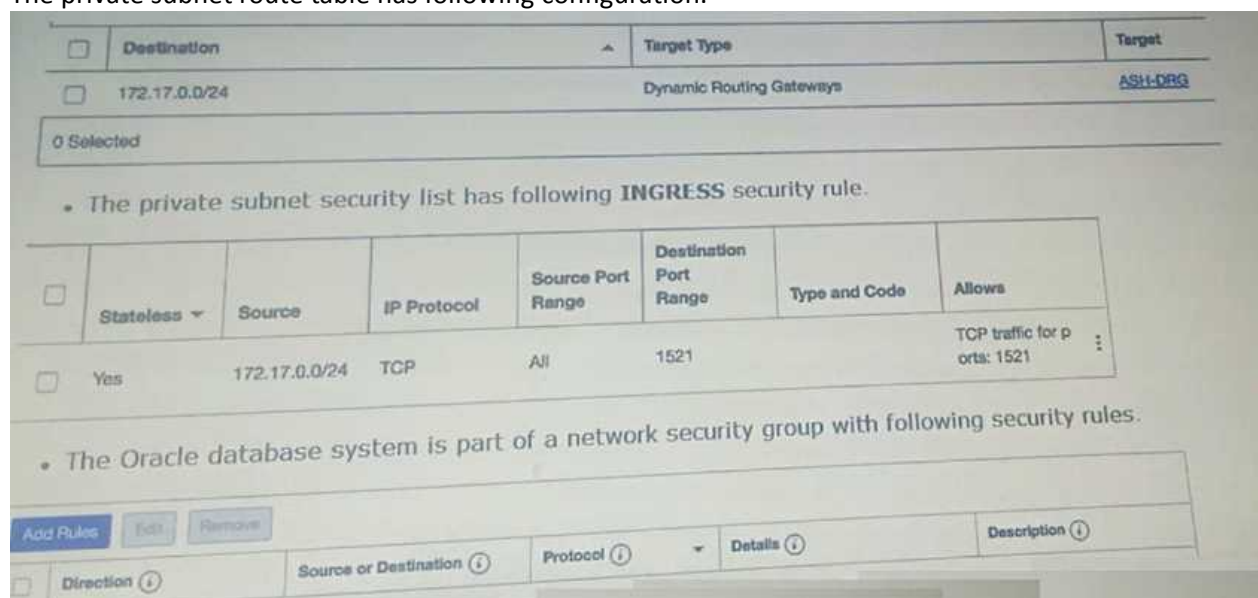 The private subnet route table has following configuration:
Destination Target Type Target
172.17.0.0/24 Dynamic Routing Gateways ASH-DRG
0 Selected
• The private subnet security list has following INGRESS security rule.
Stateless Source IP Protocol Source Port Range Destination Port Range Type and Code Allows
Yes 172.17.0.0/24 TCP All 1521 TCP traffic for p
orts: 1521
• The Oracle database system is part of a network security group with following security rules.
Add Rules Edit Remove
Direction Source or Destination Protocol Details Description